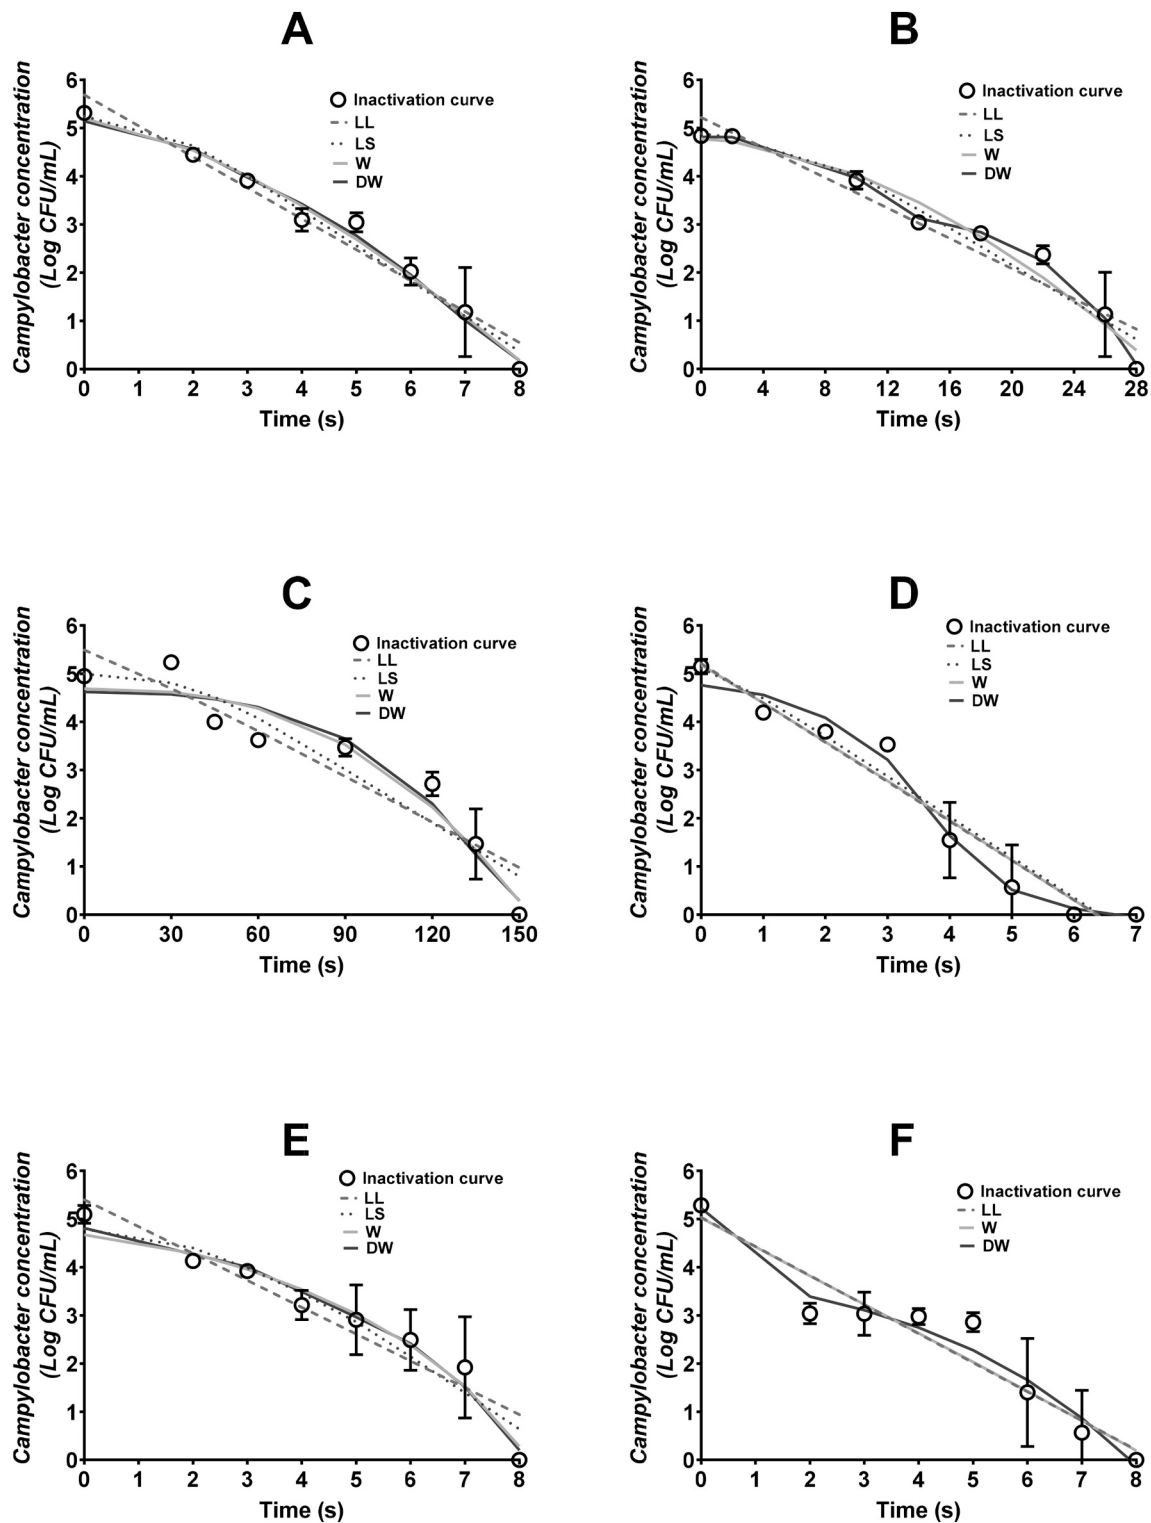 A
Campylobacter concentration
(Log CFU/mL)
6
5
4
3
2
1
0
Inactivation curve
LL
LS
W
DW
0 1 2 3 4 5 6 7 8
Time (s)
B
Campylobacter concentration
(Log CFU/mL)
6
5
4
3
2
1
0
Inactivation curve
LL
LS
W
DW
0 4 8 12 16 20 24 28
Time (s)
C
Campylobacter concentration
(Log CFU/mL)
6
5
4
3
2
1
0
Inactivation curve
LL
LS
W
DW
0 30 60 90 120 150
Time (s)
D
Campylobacter concentration
(Log CFU/mL)
6
5
4
3
2
1
0
Inactivation curve
LL
LS
W
DW
0 1 2 3 4 5 6 7
Time (s)
E
Campylobacter concentration
(Log CFU/mL)
6
5
4
3
2
1
0
Inactivation curve
LL
LS
W
DW
0 1 2 3 4 5 6 7 8
Time (s)
F
Campylobacter concentration
(Log CFU/mL)
6
5
4
3
2
1
0
Inactivation curve
LL
W
DW
0 1 2 3 4 5 6 7 8
Time (s)